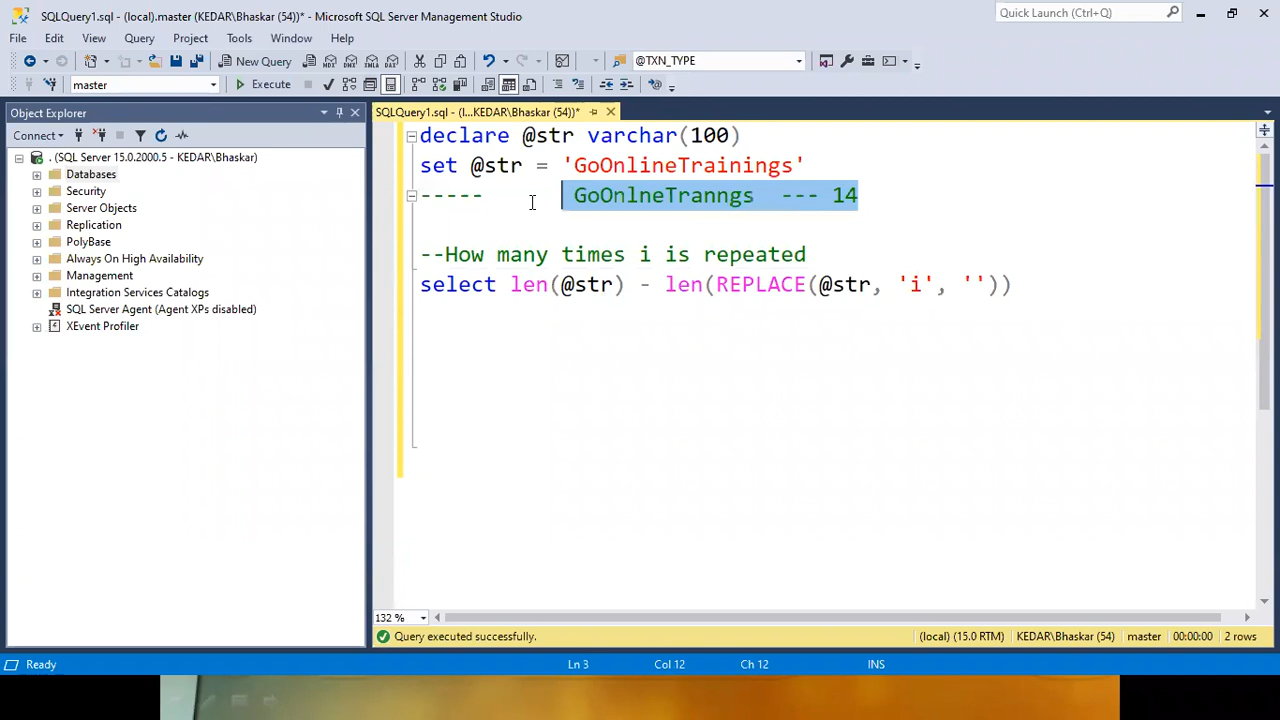 SQLQuery1.sql - (local).master (KEDAR\Bhaskar (54))* - Microsoft SQL Server Management Studio
Quick Launch (Ctrl+Q)
File Edit View Query Project Tools Window Help
New Query
@TXN_TYPE
master
Execute
Object Explorer
SQLQuery1.sql - (l...KEDAR\Bhaskar (54))*
Connect
. (SQL Server 15.0.2000.5 - KEDAR\Bhaskar)
Databases
Security
Server Objects
Replication
PolyBase
Always On High Availability
Management
Integration Services Catalogs
SQL Server Agent (Agent XPs disabled)
XEvent Profiler
declare @str varchar(100)
set @str = 'GoOnlineTrainings'
----- GoOnlneTranngs --- 14
--How many times i is repeated
select len(@str) - len(REPLACE(@str, 'i', ''))
132 %
Query executed successfully.
(local) (15.0 RTM) KEDAR\Bhaskar (54) master 00:00:00 2 rows
Ready Ln 3 Col 12 Ch 12 INS